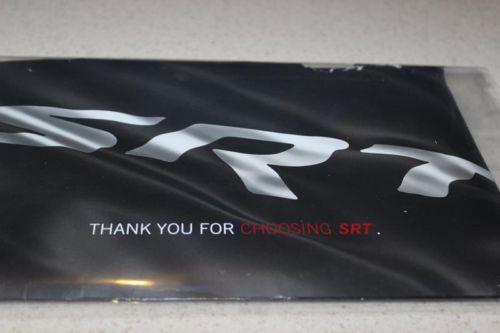 SRT
THANK YOU FOR CHOOSING SRT.